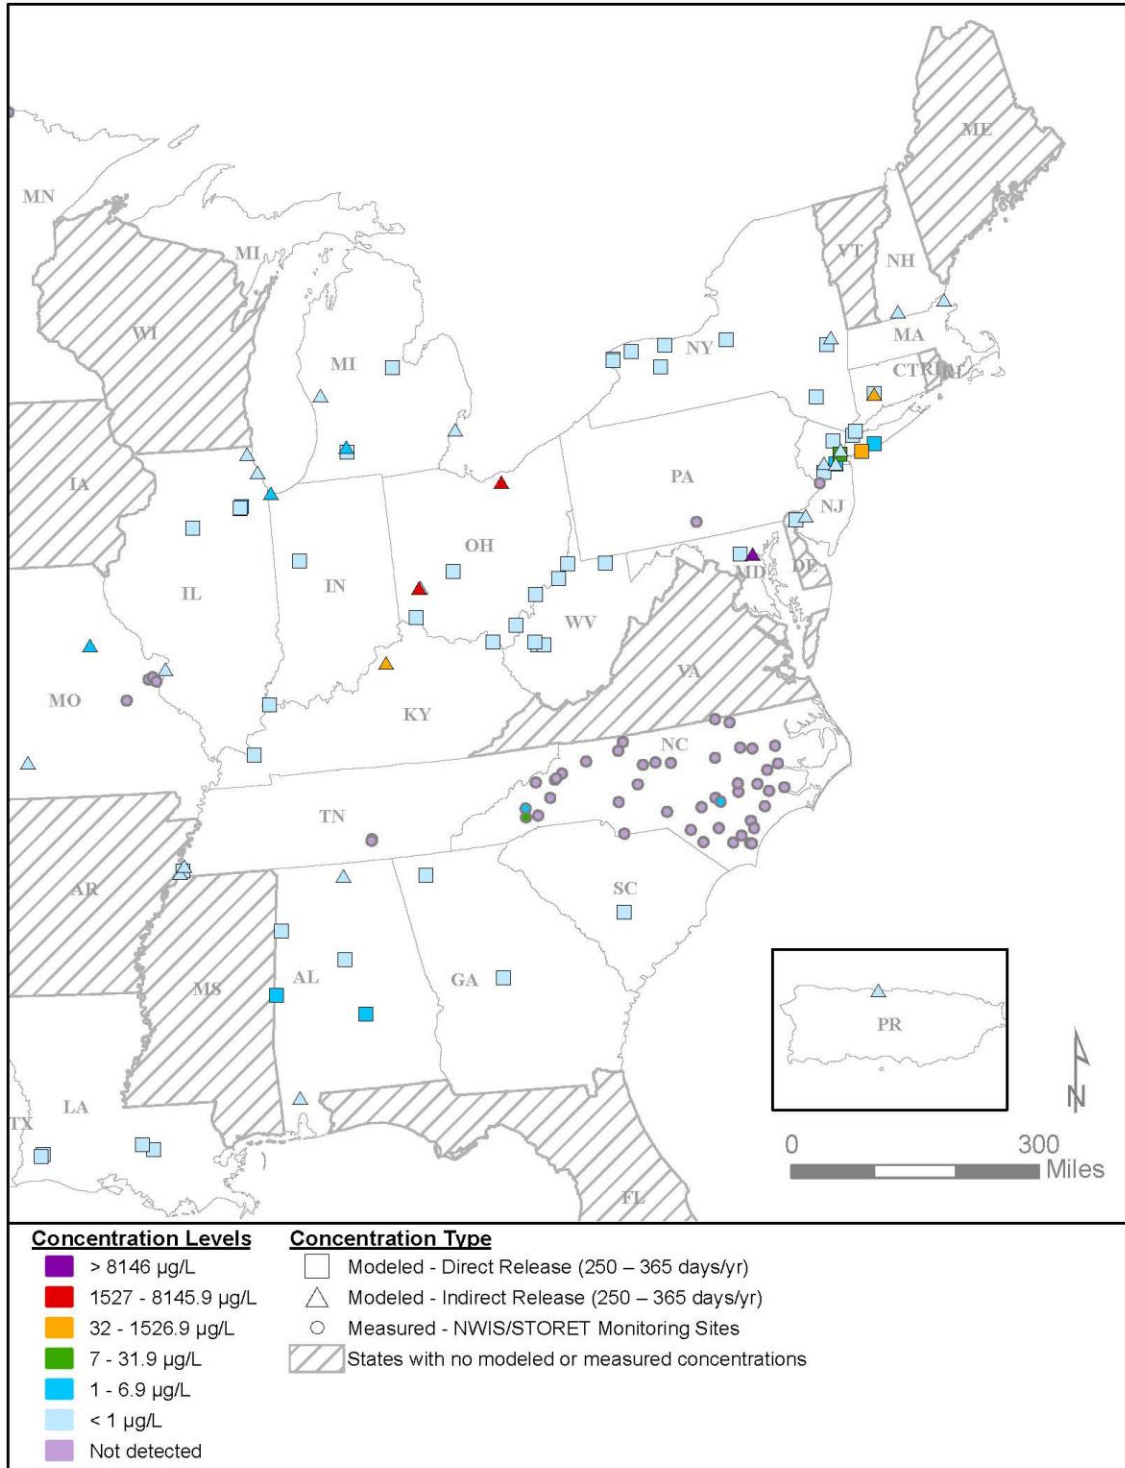 ME
MN
MI
VT
NH
WI
MI
NY
MA
CT RI
IA
PA
NJ
OH
MD DE
IL
IN
WV
VA
MO
KY
NC
TN
SC
AR
MS
AL
GA
PR
N
LA
TX
0 300
Miles
FL
Concentration Levels
> 8146 µg/L
1527 - 8145.9 µg/L
32 - 1526.9 µg/L
7 - 31.9 µg/L
1 - 6.9 µg/L
< 1 µg/L
Not detected
Concentration Type
Modeled - Direct Release (250 – 365 days/yr)
Modeled - Indirect Release (250 – 365 days/yr)
Measured - NWIS/STORET Monitoring Sites
States with no modeled or measured concentrations